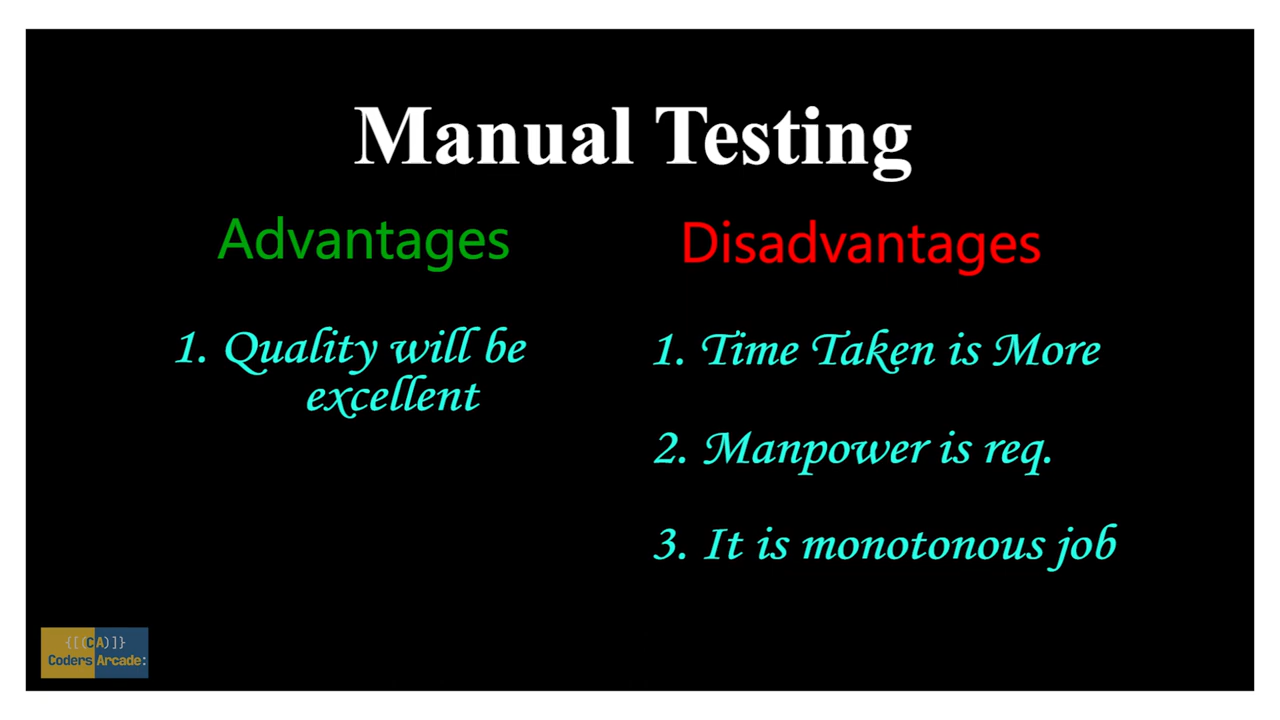 Manual Testing
Advantages
1. Quality will be
excellent
Disadvantages
1. Time Taken is More
2. Manpower is req.
3. It is monotonous job
{[(CA)]}
Coders Arcade: